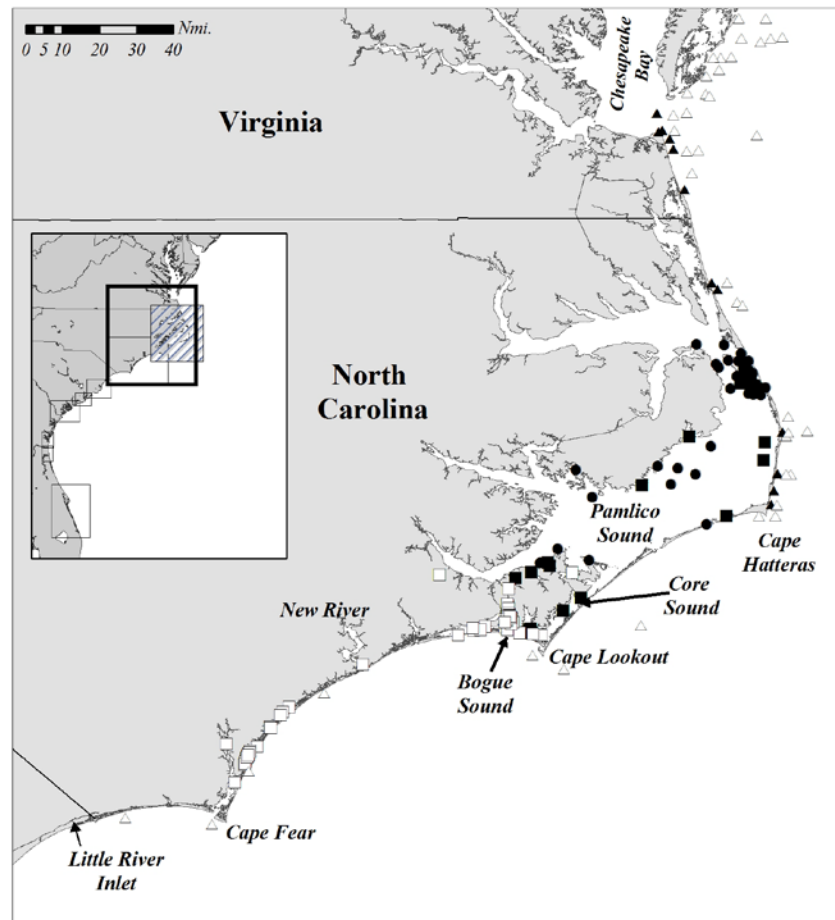 Nmi.
0 5 10 20 30 40
Chesapeake
Bay
Virginia
North
Carolina
Pamlico
Sound
Cape
Hatteras
New River
Core
Sound
Cape Lookout
Bogue
Sound
Cape Fear
Little River
Inlet